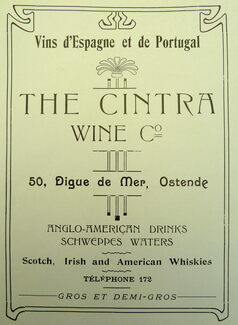 Vins d'Espagne et de Portugal
THE CINTRA
WINE Co
50, Digue de Mer, Ostende
ANGLO-AMERICAN DRINKS
SCHWEPPES WATERS
Scotch, Irish and American Whiskies
TÉLÉPHONE 172
GROS ET DEMI-GROS